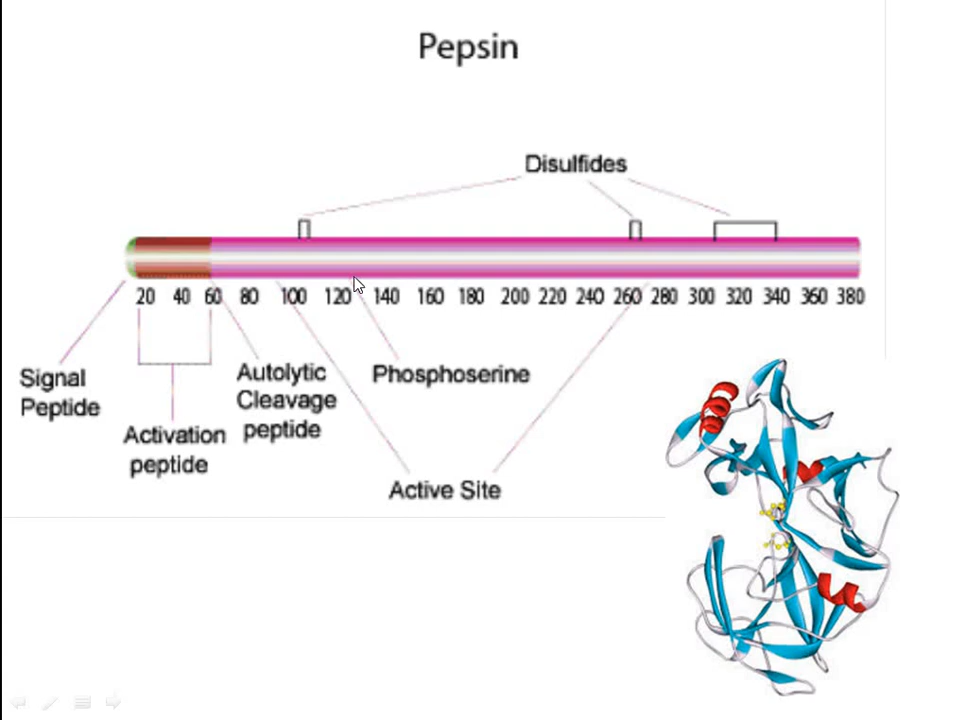 Pepsin
Disulfides
20 40 60 80 100 120 140 160 180 200 220 240 260 280 300 320 340 360 380
Signal
Peptide
Activation
peptide
Autolytic
Cleavage
peptide
Phosphoserine
Active Site